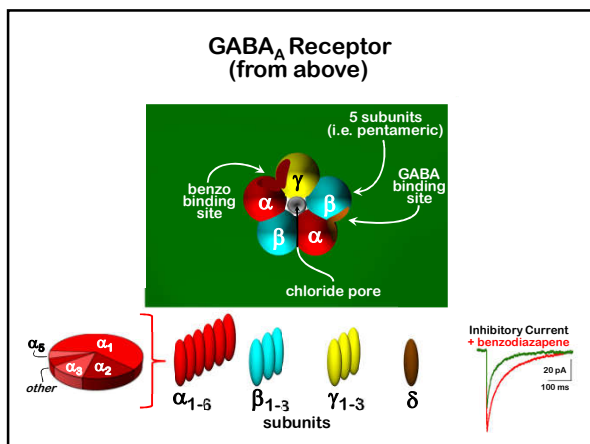 GABA_A Receptor
(from above)
5 subunits
(i.e. pentameric)
γ
benzo
binding
site
GABA
binding
site
α
β
β
α
chloride pore
α5
α1
α3
α2
other
α1-6
β1-3
γ1-3
δ
subunits
Inhibitory Current
+ benzodiazapene
20 pA
100 ms